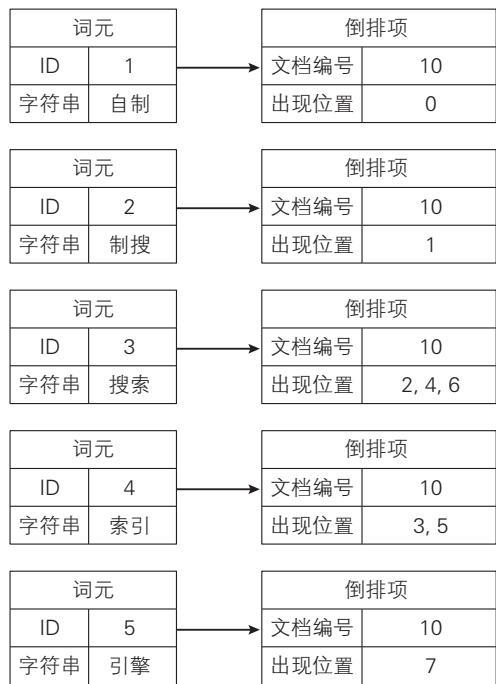 词元 倒排项
ID 1 文档编号 10
字符串 自制 出现位置 0
词元 倒排项
ID 2 文档编号 10
字符串 制搜 出现位置 1
词元 倒排项
ID 3 文档编号 10
字符串 搜索 出现位置 2, 4, 6
词元 倒排项
ID 4 文档编号 10
字符串 索引 出现位置 3, 5
词元 倒排项
ID 5 文档编号 10
字符串 引擎 出现位置 7